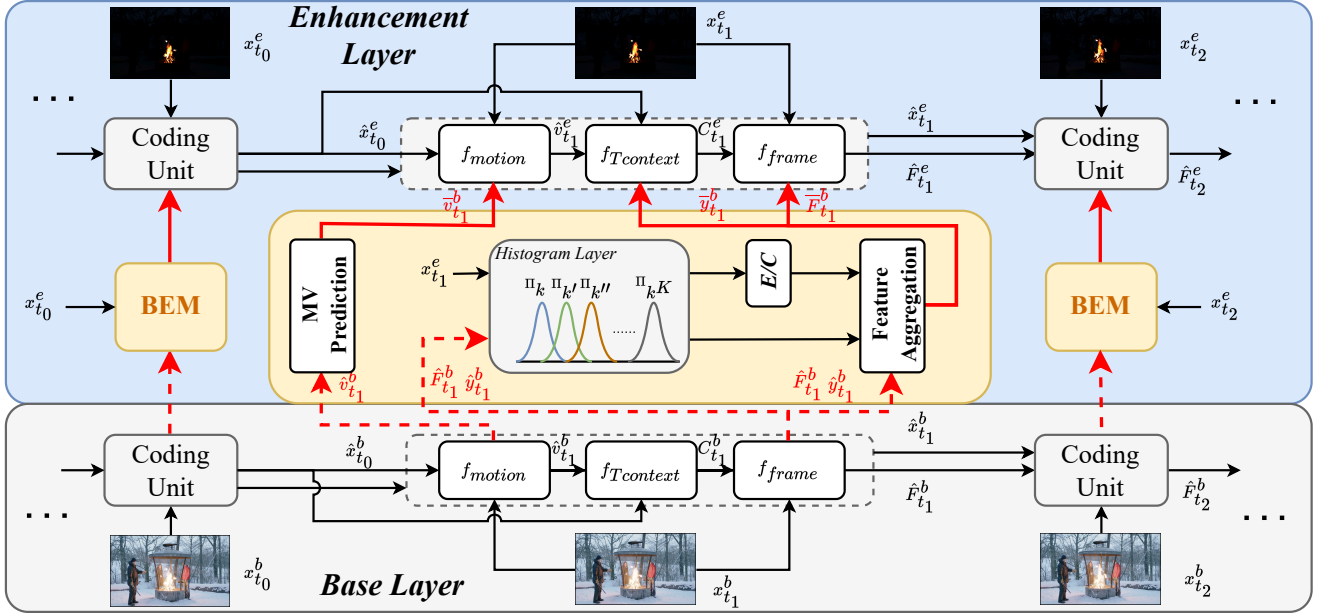 Enhancement
Layer
x^e_{t_0}
x^e_{t_1}
x^e_{t_2}
. . .
. . .
Coding
Unit
x̂^e_{t_0}
f_{motion}
v̂^e_{t_1}
f_{Tcontext}
C^e_{t_1}
f_{frame}
x̂^e_{t_1}
F̂^e_{t_1}
Coding
Unit
F̂^e_{t_2}
v̅^b_{t_1}
y̅^b_{t_1}
F̅^b_{t_1}
x^e_{t_0}
BEM
MV
Prediction
x^e_{t_1}
Histogram Layer
Π_k
Π_{k'}
Π_{k''}
Π_k K
......
E/C
Feature
Aggregation
BEM
x^e_{t_2}
v̂^b_{t_1}
F̂^b_{t_1} ŷ^b_{t_1}
F̂^b_{t_1} ŷ^b_{t_1}
Coding
Unit
x̂^b_{t_0}
f_{motion}
v̂^b_{t_1}
f_{Tcontext}
C^b_{t_1}
f_{frame}
x̂^b_{t_1}
F̂^b_{t_1}
Coding
Unit
F̂^b_{t_2}
. . .
. . .
x^b_{t_0}
Base Layer
x^b_{t_1}
x^b_{t_2}